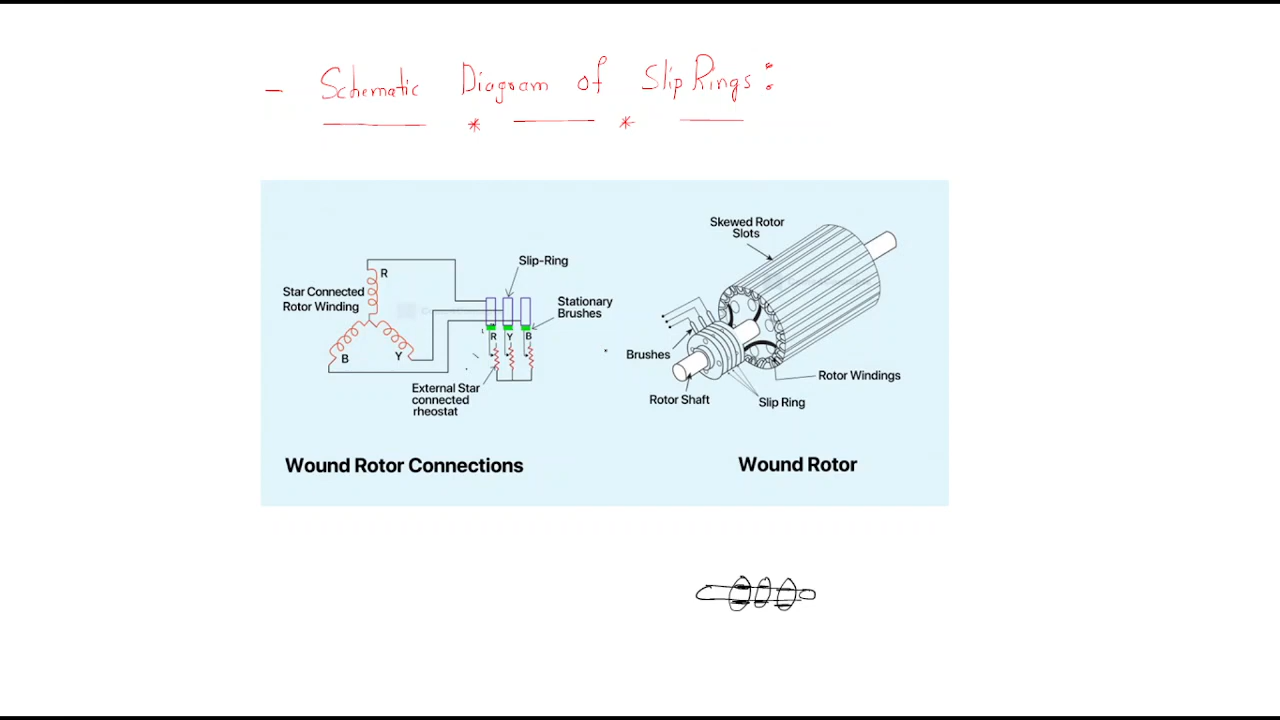 - Schematic Diagram of Slip Rings:
Skewed Rotor
Slots
Slip-Ring
R
Star Connected
Rotor Winding
Stationary
Brushes
R Y B
B
Y
Brushes
External Star
connected
rheostat
Rotor Windings
Rotor Shaft
Slip Ring
Wound Rotor Connections
Wound Rotor